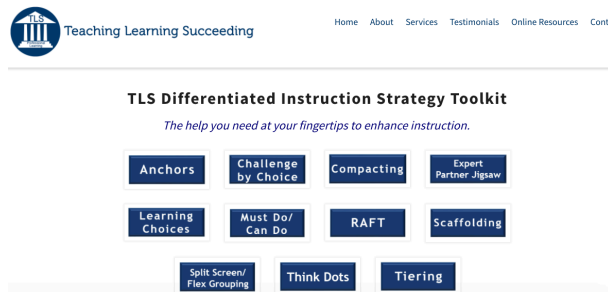 TLS
Teaching Learning Succeeding
Home About Services Testimonials Online Resources
TLS Differentiated Instruction Strategy Toolkit
The help you need at your fingertips to enhance instruction.
Anchors
Challenge
by Choice
Compacting
Expert
Partner Jigsaw
Learning
Choices
Must Do/
Can Do
RAFT
Scaffolding
Split Screen/
Flex Grouping
Think Dots
Tiering